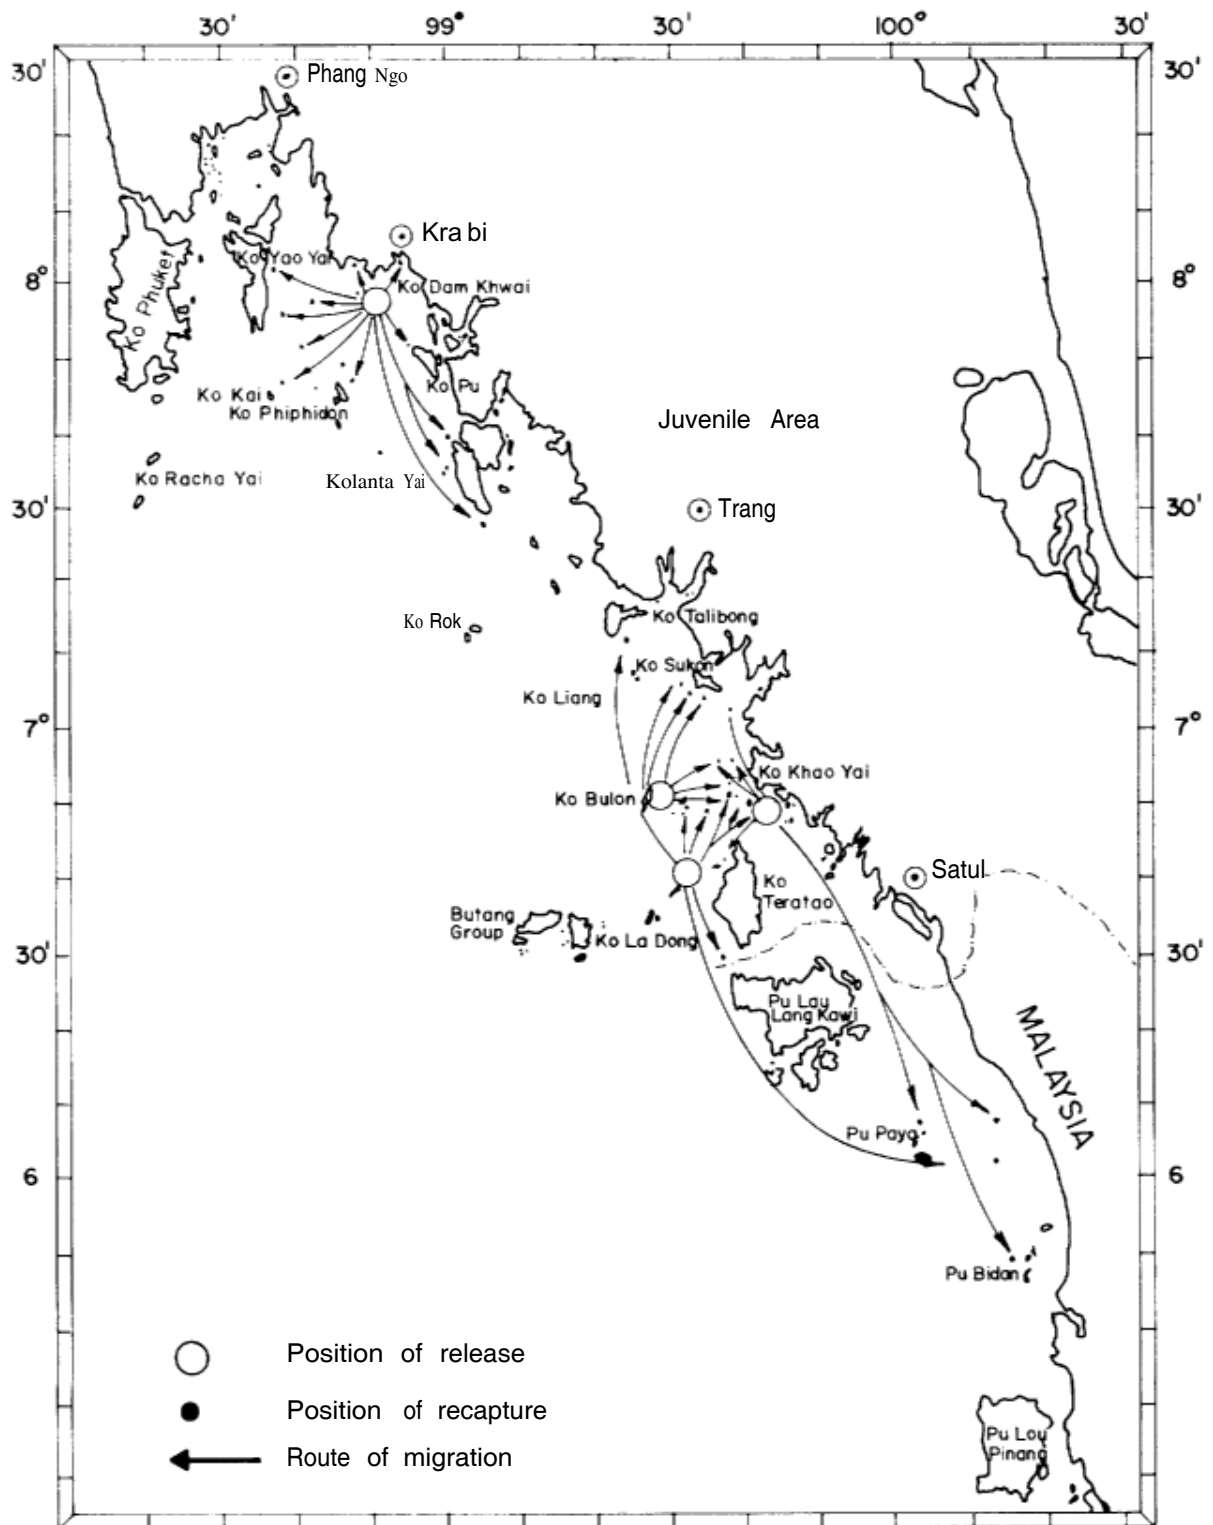 30' 99° 30' 100° 30'
30' Phang Ngo 30'
Kra bi
Ko Yao Yai
8° Ko Dam Khwai 8°
Ko Phuket
Ko Kai
Ko Pu
Ko Phiphidon
Juvenile Area
Ko Racha Yai
Kolanta Yai
30' Trang 30'
Ko Rok
Ko Talibong
Ko Sukon
Ko Liang
7° 7°
Ko Khao Yai
Ko Bulon
Satul
Ko
Teratao
Butang
Group
Ko La Dong
30' 30'
Pu Lay
Lang Kawi
MALAYSIA
Pu Paya
6 6
Pu Bidan
Position of release
Position of recapture
Route of migration
Pu Lou
Pinang